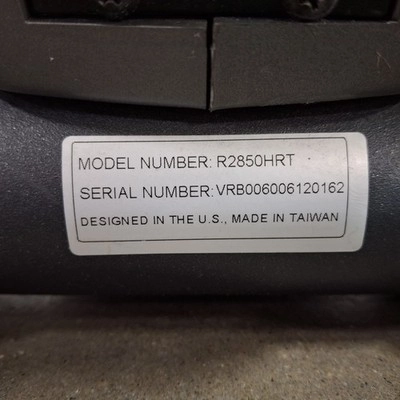 MODEL NUMBER: R2850HRT
SERIAL NUMBER: VRB006006120162
DESIGNED IN THE U.S., MADE IN TAIWAN